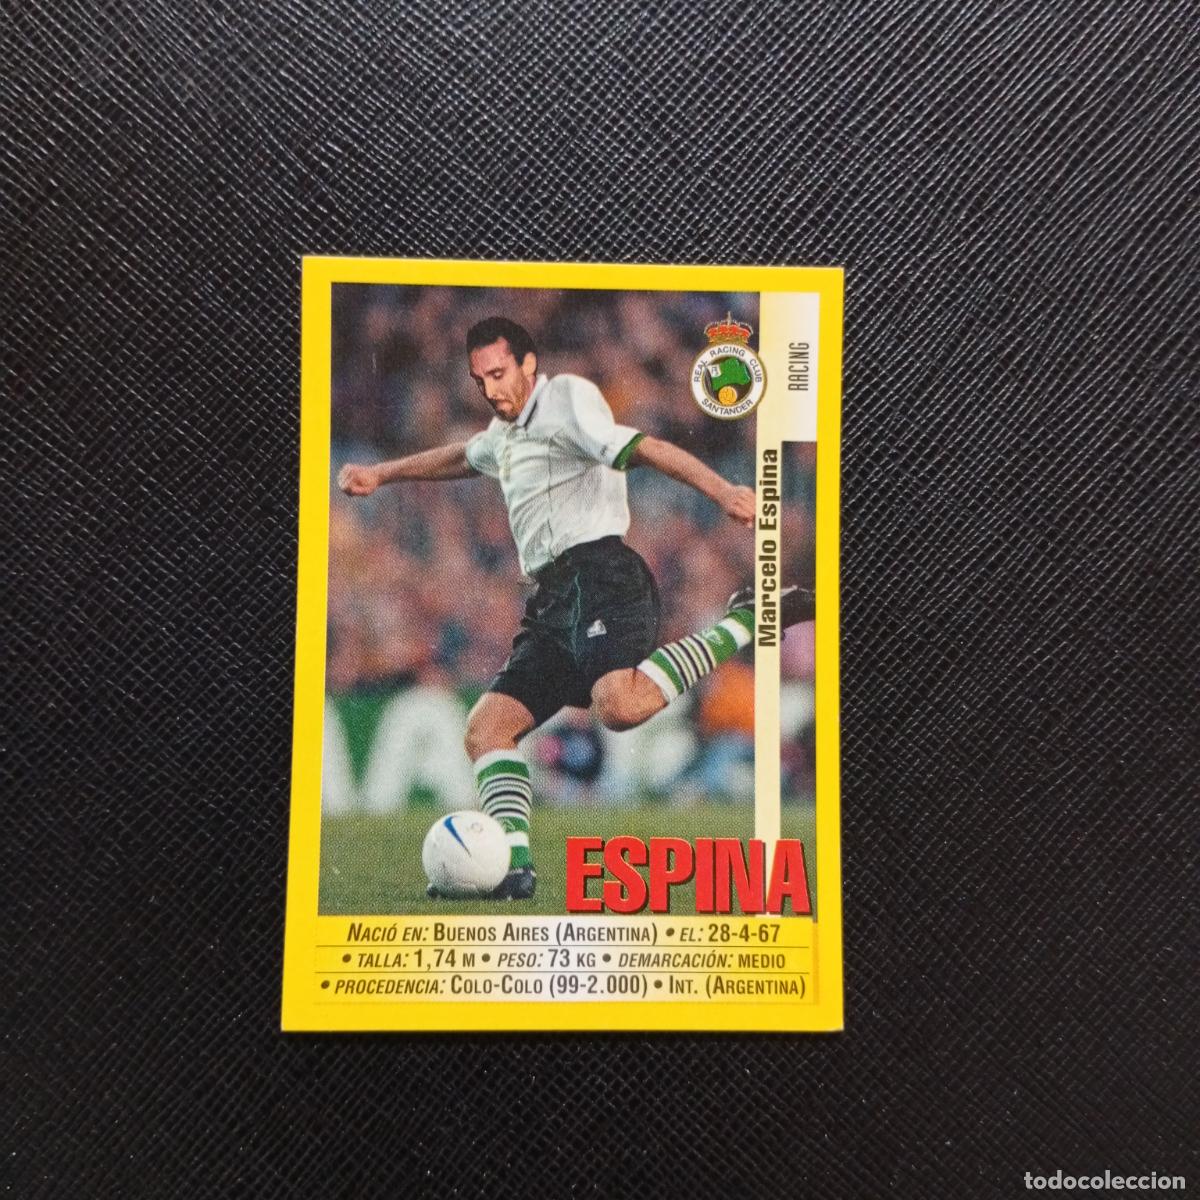 REAL RACING CLUB
SANTANDER
RACING
Marcelo Espina
ESPINA
NACIÓ EN: BUENOS AIRES (ARGENTINA) • EL: 28-4-67
• TALLA: 1,74 M • PESO: 73 KG • DEMARCACIÓN: MEDIO
• PROCEDENCIA: COLO-COLO (99-2.000) • INT. (ARGENTINA)
todocoleccion